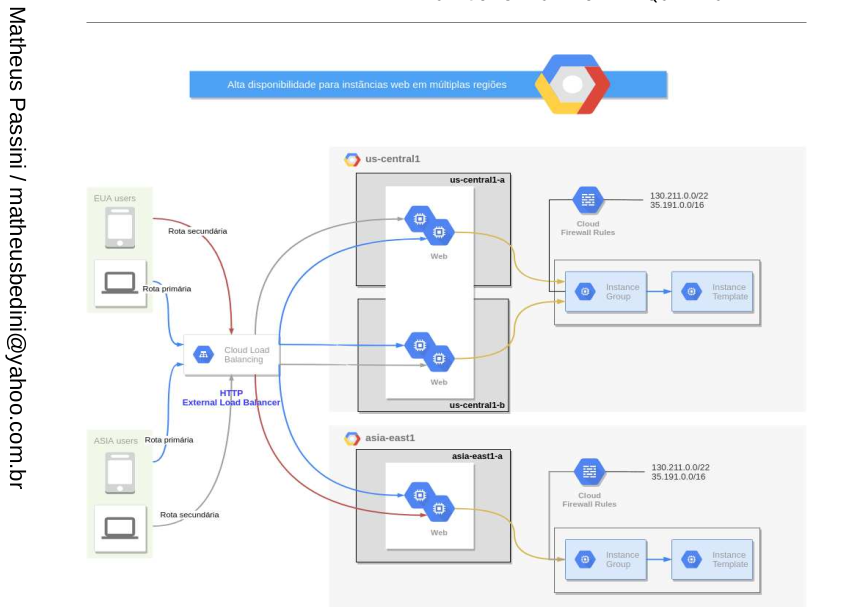 Matheus Passini / matheusbedini@yahoo.com.br
Alta disponibilidade para instâncias web em múltiplas regiões
us-central1
us-central1-a
EUA users
Rota secundária
Rota primária
Web
Cloud
Firewall Rules
130.211.0.0/22
35.191.0.0/16
Instance
Group
Instance
Template
Cloud Load
Balancing
HTTP
External Load Balancer
Web
us-central1-b
ASIA users
Rota primária
Rota secundária
asia-east1
asia-east1-a
Web
Cloud
Firewall Rules
130.211.0.0/22
35.191.0.0/16
Instance
Group
Instance
Template